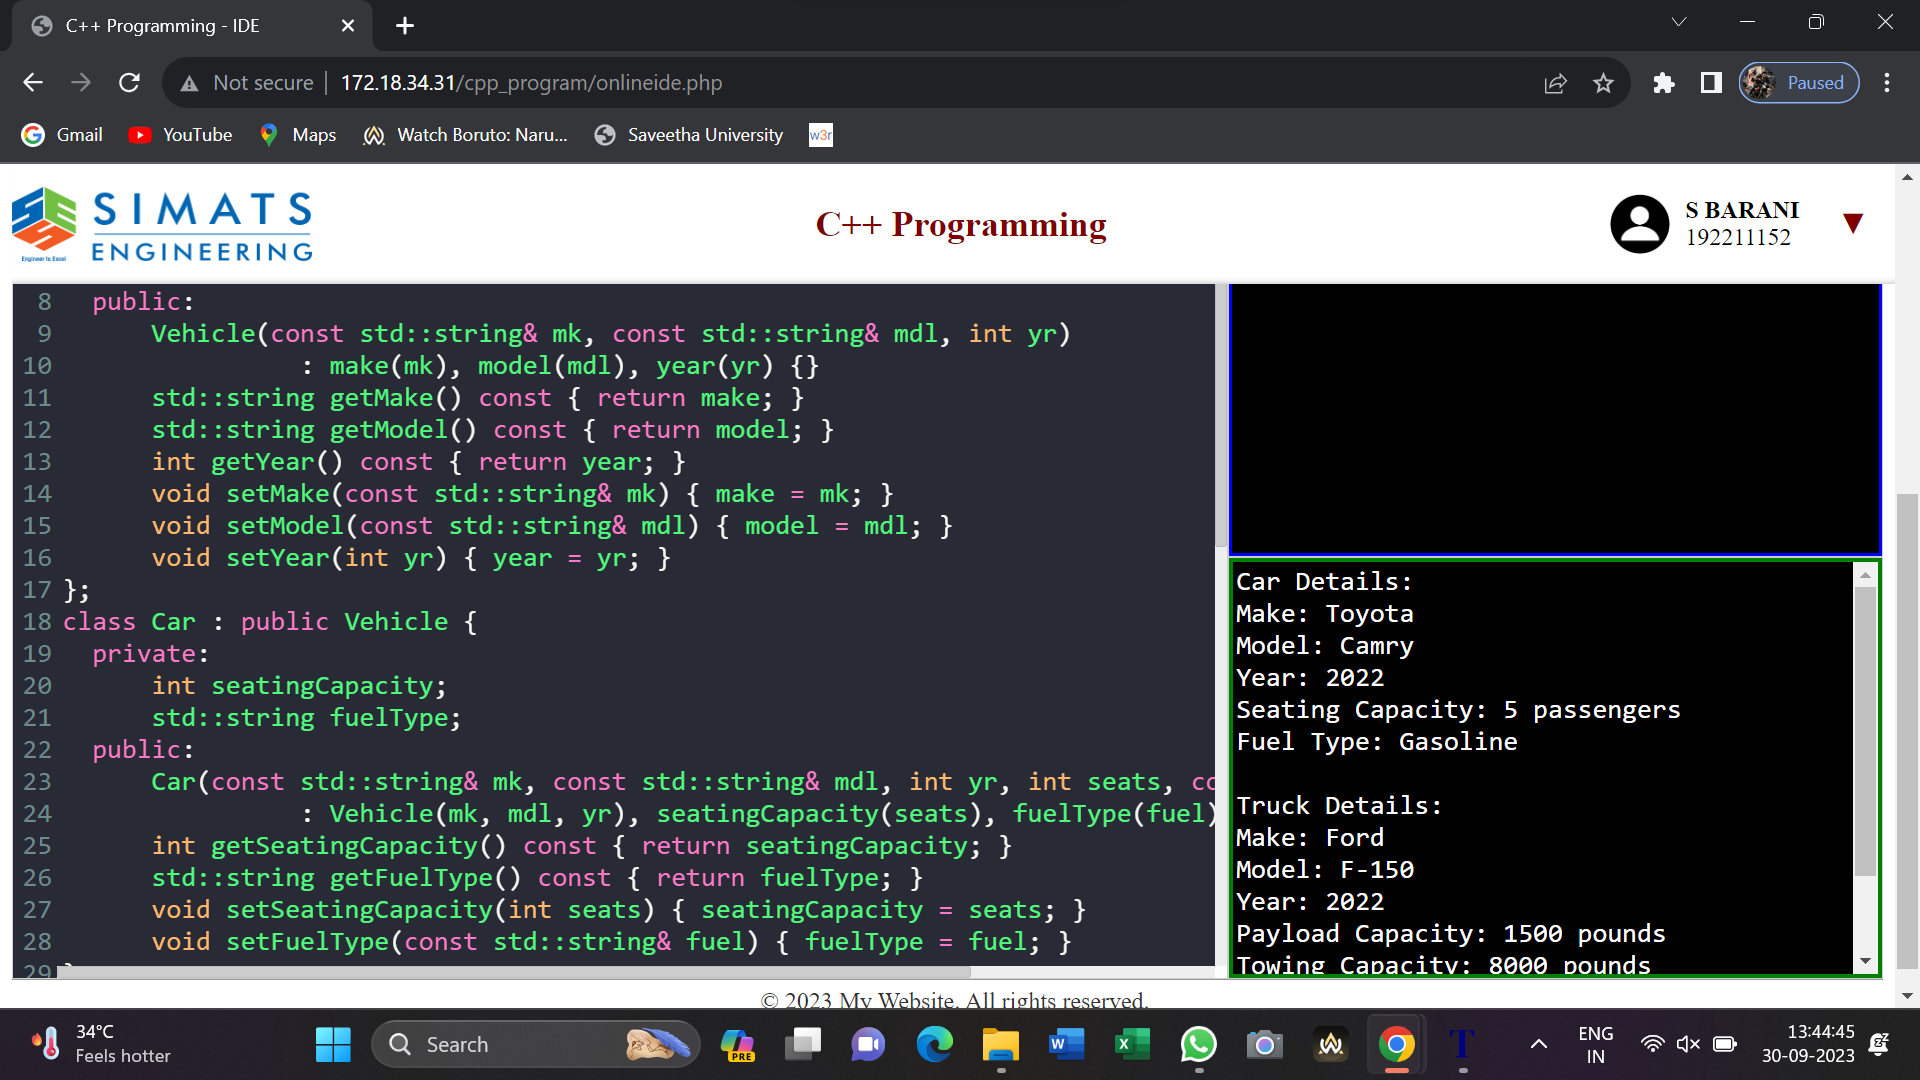 C++ Programming - IDE
Not secure 172.18.34.31/cpp_program/onlineide.php
Paused
Gmail YouTube Maps Watch Boruto: Naru... Saveetha University w3r
SIMATS
ENGINEERING
Engineer to Excel
C++ Programming
S BARANI
192211152
8 public:
9 Vehicle(const std::string& mk, const std::string& mdl, int yr)
10 : make(mk), model(mdl), year(yr) {}
11 std::string getMake() const { return make; }
12 std::string getModel() const { return model; }
13 int getYear() const { return year; }
14 void setMake(const std::string& mk) { make = mk; }
15 void setModel(const std::string& mdl) { model = mdl; }
16 void setYear(int yr) { year = yr; }
17 };
18 class Car : public Vehicle {
19 private:
20 int seatingCapacity;
21 std::string fuelType;
22 public:
23 Car(const std::string& mk, const std::string& mdl, int yr, int seats, co
24 : Vehicle(mk, mdl, yr), seatingCapacity(seats), fuelType(fuel)
25 int getSeatingCapacity() const { return seatingCapacity; }
26 std::string getFuelType() const { return fuelType; }
27 void setSeatingCapacity(int seats) { seatingCapacity = seats; }
28 void setFuelType(const std::string& fuel) { fuelType = fuel; }
29
Car Details:
Make: Toyota
Model: Camry
Year: 2022
Seating Capacity: 5 passengers
Fuel Type: Gasoline
Truck Details:
Make: Ford
Model: F-150
Year: 2022
Payload Capacity: 1500 pounds
Towing Capacity: 8000 pounds
© 2023 My Website. All rights reserved.
34°C
Feels hotter
Search
PRE
ENG
IN
13:44:45
30-09-2023